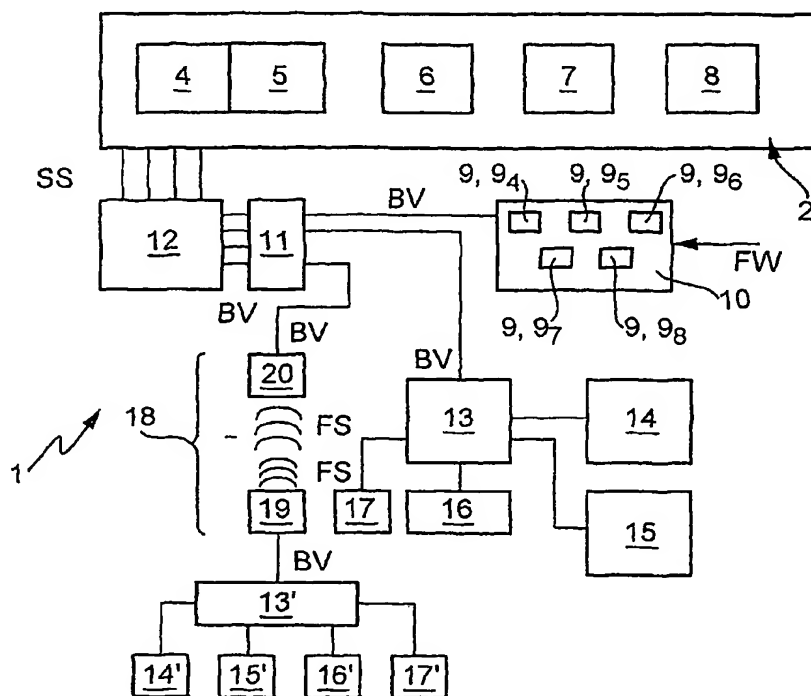 4 5 6 7 8
SS
BV
9, 9₄ 9, 9₅ 9, 9₆
2
12 11
FW
10
BV
BV
9, 9₇ 9, 9₈
BV
20
18
13 14
FS
1
FS
19 17 16 15
BV
13'
14' 15' 16' 17'